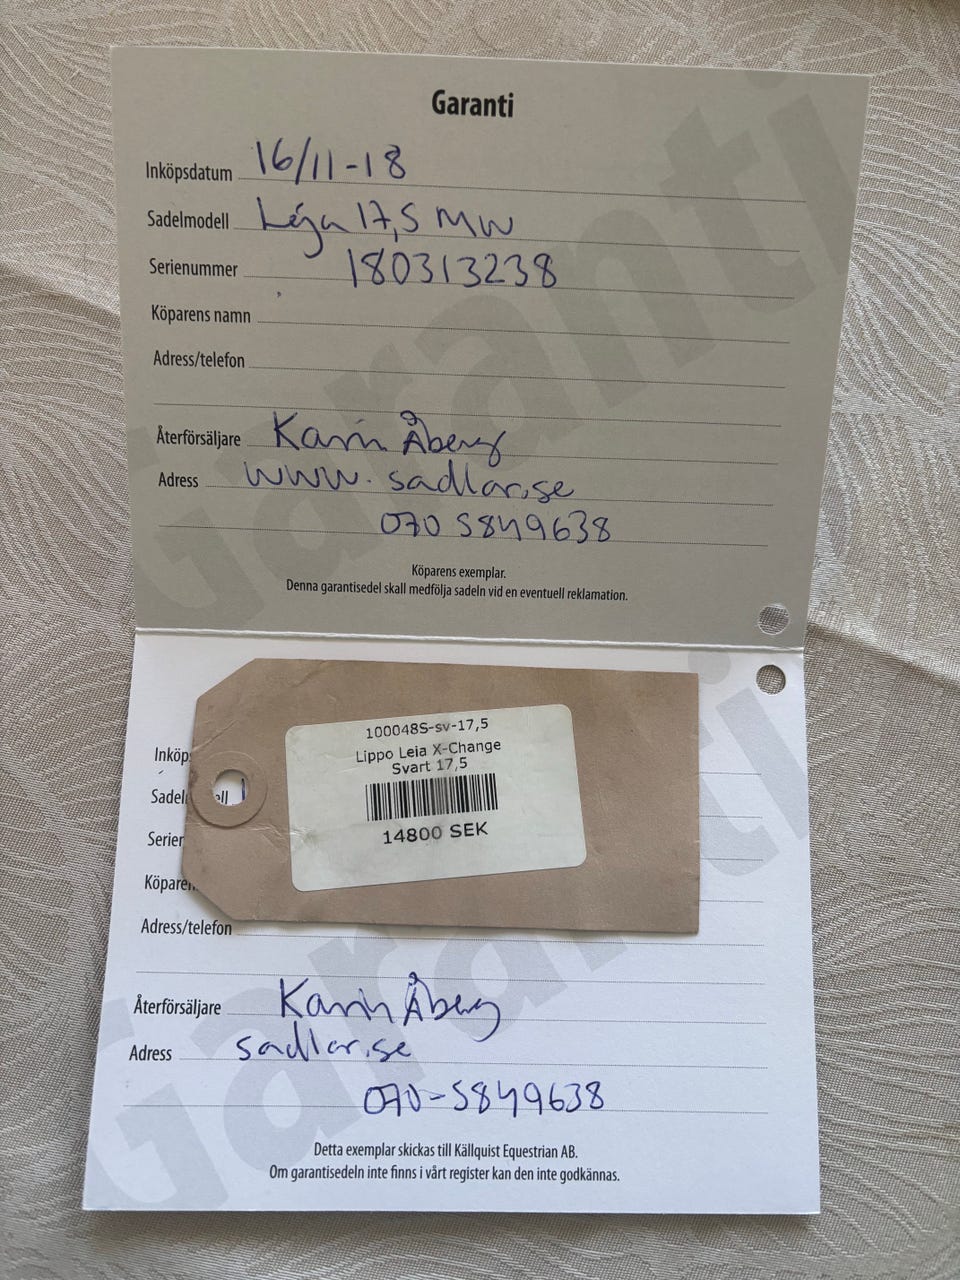 Garanti
Inköpsdatum 16/11-18
Sadelmodell Léja 17,5 MW
Serienummer 180313238
Köparens namn
Adress/telefon
Återförsäljare Karin Åberg
Adress www.sadlar.se
070 5849638
Köparens exemplar.
Denna garantisedel skall medfölja sadeln vid en eventuell reklamation.
100048S-sv-17,5
Lippo Leia X-Change
Svart 17,5
14800 SEK
Adress/telefon
Återförsäljare Karin Åberg
Adress sadlar.se
070-5849638
Detta exemplar skickas till Källquist Equestrian AB.
Om garantisedeln inte finns i vårt register kan den inte godkännas.